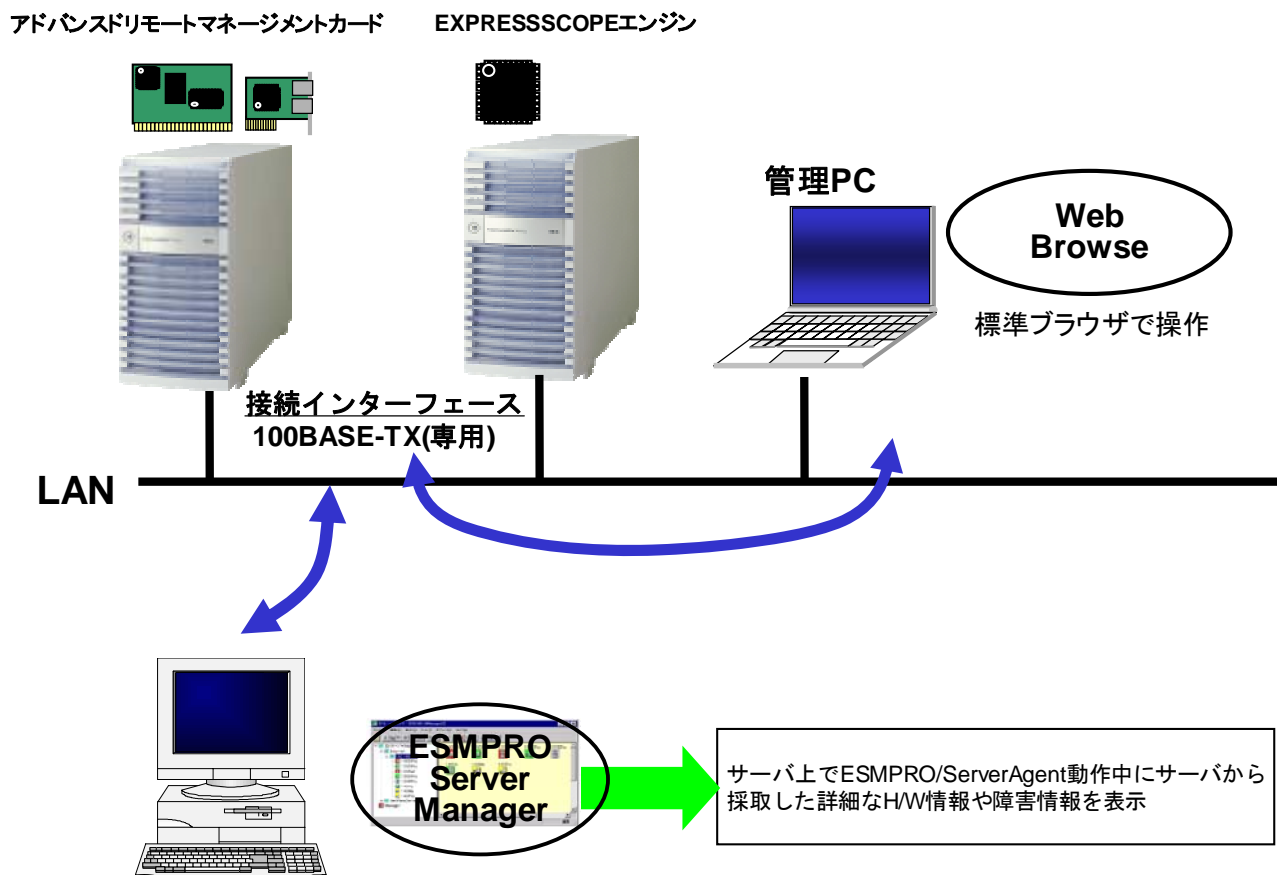 アドバンスドリモートマネージメントカード
EXPRESSSCOPEエンジン
管理PC
Web
Browse
標準ブラウザで操作
接続インターフェース
100BASE-TX(専用)
LAN
ESMPRO
Server
Manager
サーバ上でESMPRO/ServerAgent動作中にサーバから
採取した詳細なH/W情報や障害情報を表示